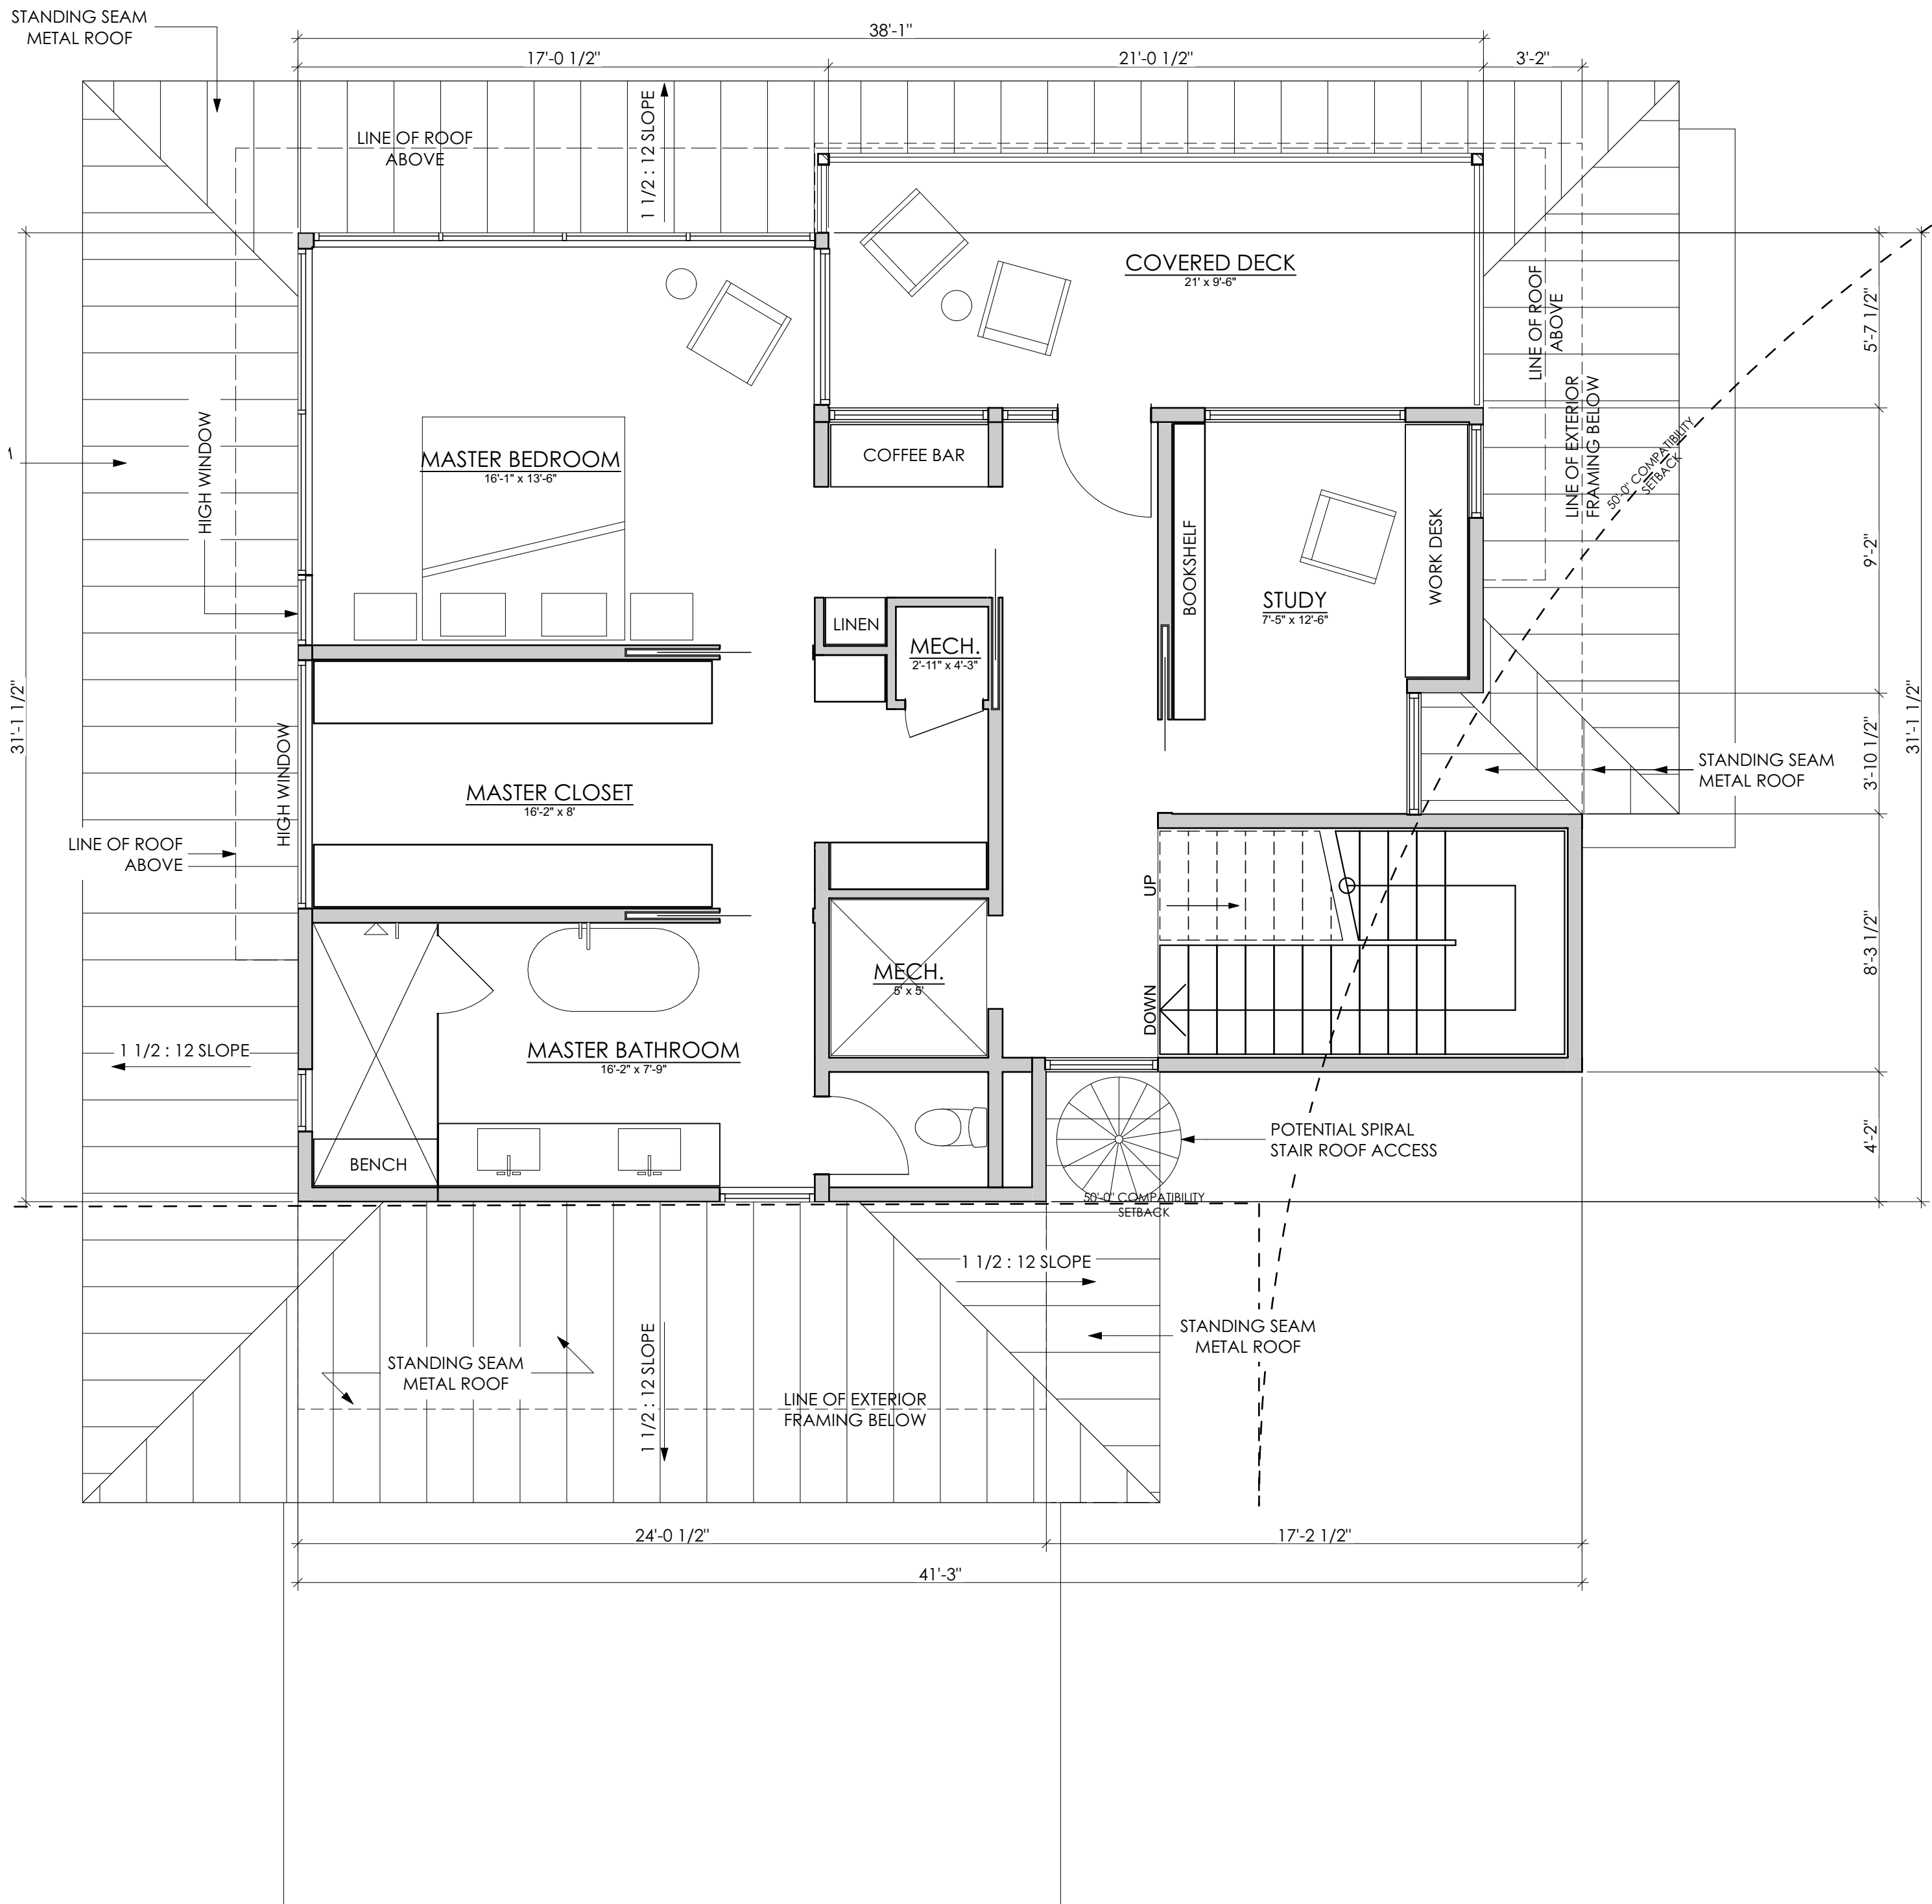 STANDING SEAM
METAL ROOF
38'-1"
17'-0 1/2"
21'-0 1/2"
3'-2"
LINE OF ROOF
ABOVE
1 1/2 : 12 SLOPE
COVERED DECK
21' x 9'-6"
LINE OF ROOF
ABOVE
LINE OF EXTERIOR
FRAMING BELOW
50'-0" COMPATIBILITY
SETBACK
5'-7 1/2"
9'-2"
3'-10 1/2"
8'-3 1/2"
4'-2"
31'-1 1/2"
31'-1 1/2"
HIGH WINDOW
MASTER BEDROOM
16'-1" x 13'-6"
COFFEE BAR
BOOKSHELF
WORK DESK
STUDY
7'-5" x 12'-6"
LINEN
MECH.
2'-11" x 4'-3"
HIGH WINDOW
MASTER CLOSET
16'-2" x 8'
STANDING SEAM
METAL ROOF
LINE OF ROOF
ABOVE
UP
DOWN
MECH.
5' x 5'
1 1/2 : 12 SLOPE
MASTER BATHROOM
16'-2" x 7'-9"
BENCH
POTENTIAL SPIRAL
STAIR ROOF ACCESS
50'-0" COMPATIBILITY
SETBACK
1 1/2 : 12 SLOPE
STANDING SEAM
METAL ROOF
STANDING SEAM
METAL ROOF
1 1/2 : 12 SLOPE
LINE OF EXTERIOR
FRAMING BELOW
24'-0 1/2"
17'-2 1/2"
41'-3"